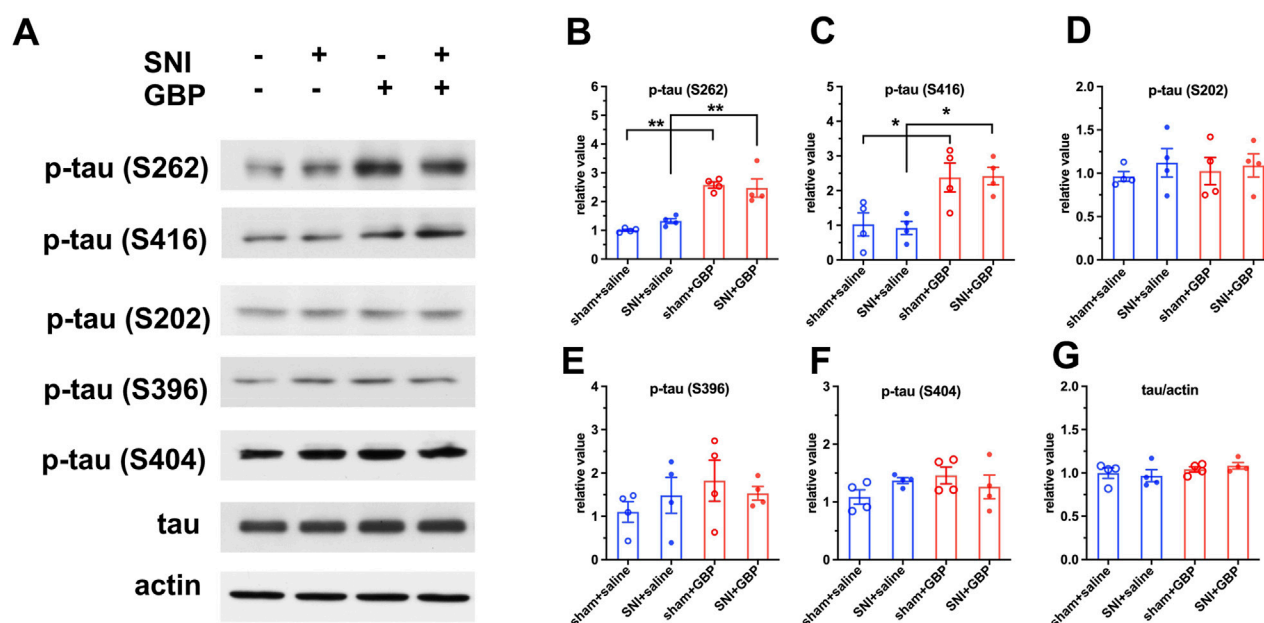 A
SNI - + - +
GBP - - + +
p-tau (S262)
p-tau (S416)
p-tau (S202)
p-tau (S396)
p-tau (S404)
tau
actin
B
p-tau (S262)
relative value
6
5
4
3
2
1
0
**
**
sham+saline
SNI+saline
sham+GBP
SNI+GBP
C
p-tau (S416)
relative value
5
4
3
2
1
0
*
*
sham+saline
SNI+saline
sham+GBP
SNI+GBP
D
p-tau (S202)
relative value
2.0
1.5
1.0
0.5
0.0
sham+saline
SNI+saline
sham+GBP
SNI+GBP
E
p-tau (S396)
relative value
4
3
2
1
0
sham+saline
SNI+saline
sham+GBP
SNI+GBP
F
p-tau (S404)
relative value
3
2
1
0
sham+saline
SNI+saline
sham+GBP
SNI+GBP
G
tau/actin
relative value
2.0
1.5
1.0
0.5
0.0
sham+saline
SNI+saline
sham+GBP
SNI+GBP